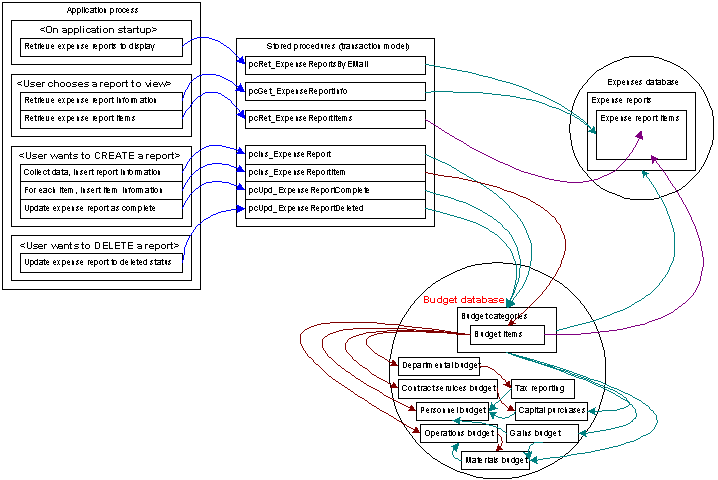 Application process
<On application startup>
Retrieve expense reports to display
<User chooses a report to view>
Retrieve expense report information
Retrieve expense report items
<User wants to CREATE a report>
Collect data, Insert report information
For each item, Insert item information
Update expense report as complete
<User wants to DELETE a report>
Update expense report to deleted status
Stored procedures (transaction model)
pcRet_ExpenseReportsByEMail
pcGet_ExpenseReportInfo
pcRet_ExpenseReportItems
pcIns_ExpenseReport
pcIns_ExpenseReportItem
pcUpd_ExpenseReportComplete
pcUpd_ExpenseReportDeleted
Expenses database
Expense reports
Expense report items
Budget database
Budget categories
Budget items
Departmental budget
Contract services budget
Tax reporting
Personnel budget
Capital purchases
Operations budget
Gains budget
Materials budget